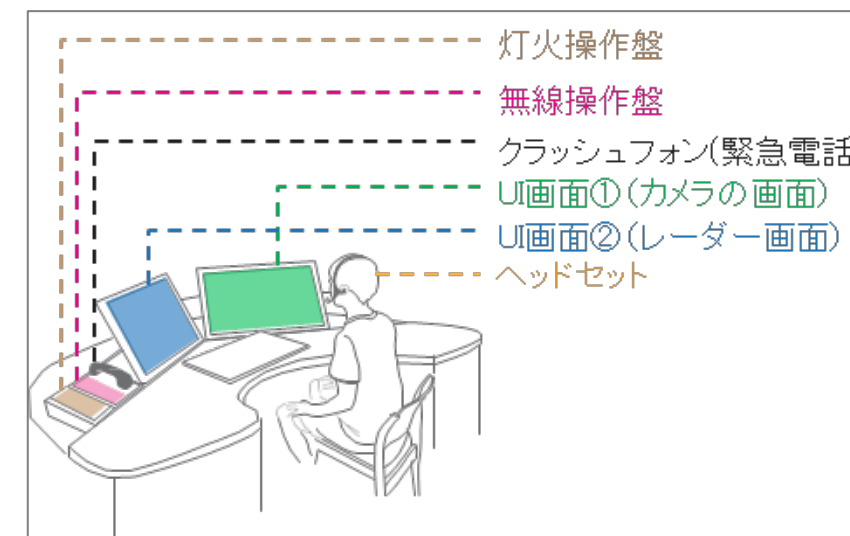 灯火操作盤
無線操作盤
クラッシュフォン(緊急電話
UI画面①(カメラの画面)
UI画面②(レーダー画面)
ヘッドセット